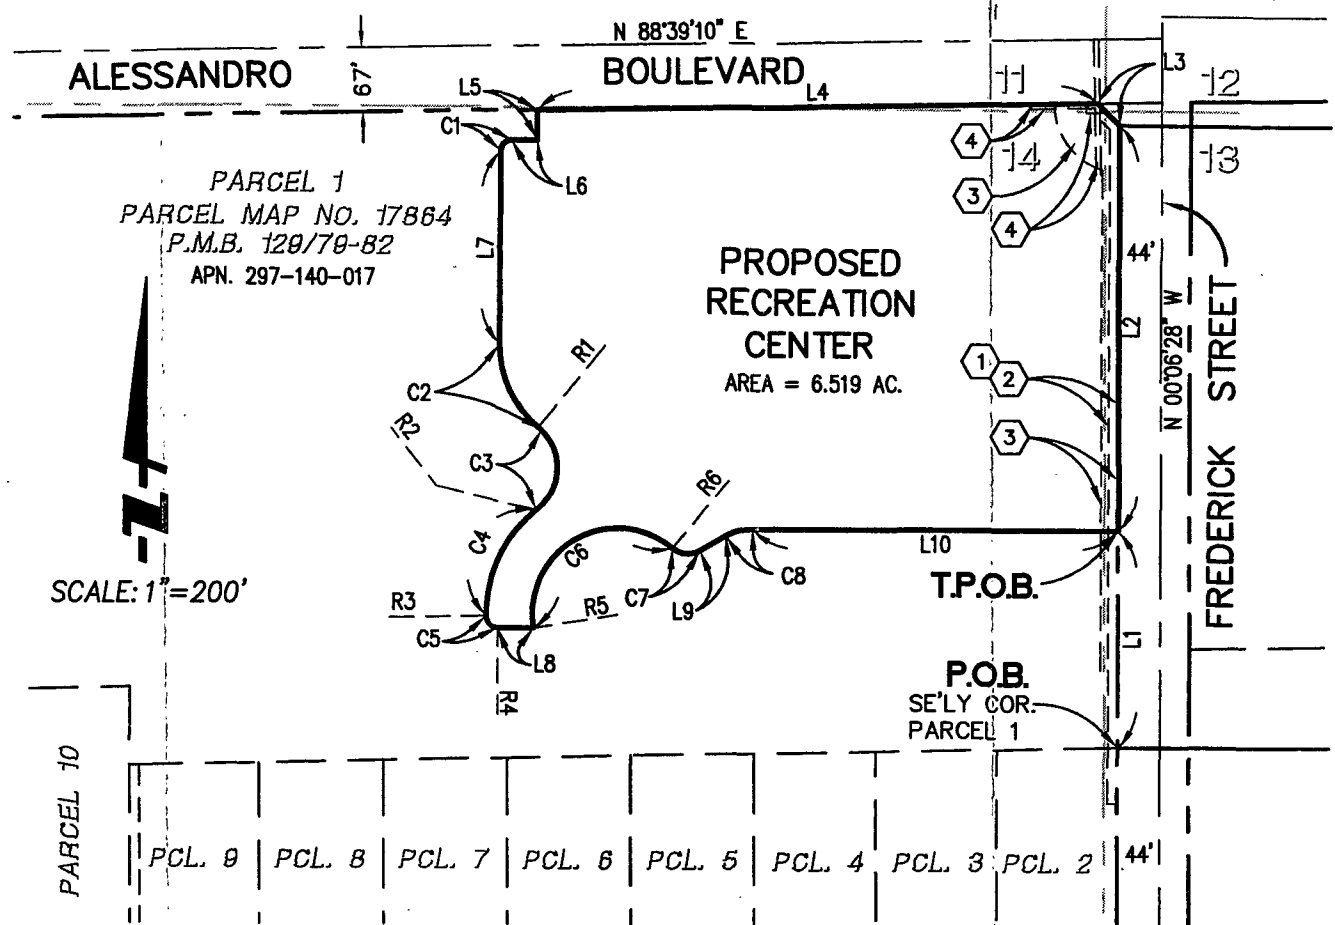 N 88°39'10" E
ALESSANDRO
67'
BOULEVARD
L5
L4
L3
11
12
C1
4
14
13
L6
3
4
PARCEL 1
PARCEL MAP NO. 17864
P.M.B. 129/79-82
APN. 297-140-017
L7
PROPOSED
RECREATION
CENTER
AREA = 6.519 AC.
44'
L2
N 00°06'28" W
FREDERICK STREET
R1
1
2
C2
R2
3
C3
R6
C4
C6
L10
C8
SCALE: 1"=200'
T.P.O.B.
R3
R5
C7
L9
C5
L8
L1
R4
P.O.B.
SE'LY COR.
PARCEL 1
PARCEL 10
PCL. 9
PCL. 8
PCL. 7
PCL. 6
PCL. 5
PCL. 4
PCL. 3
PCL. 2
44'